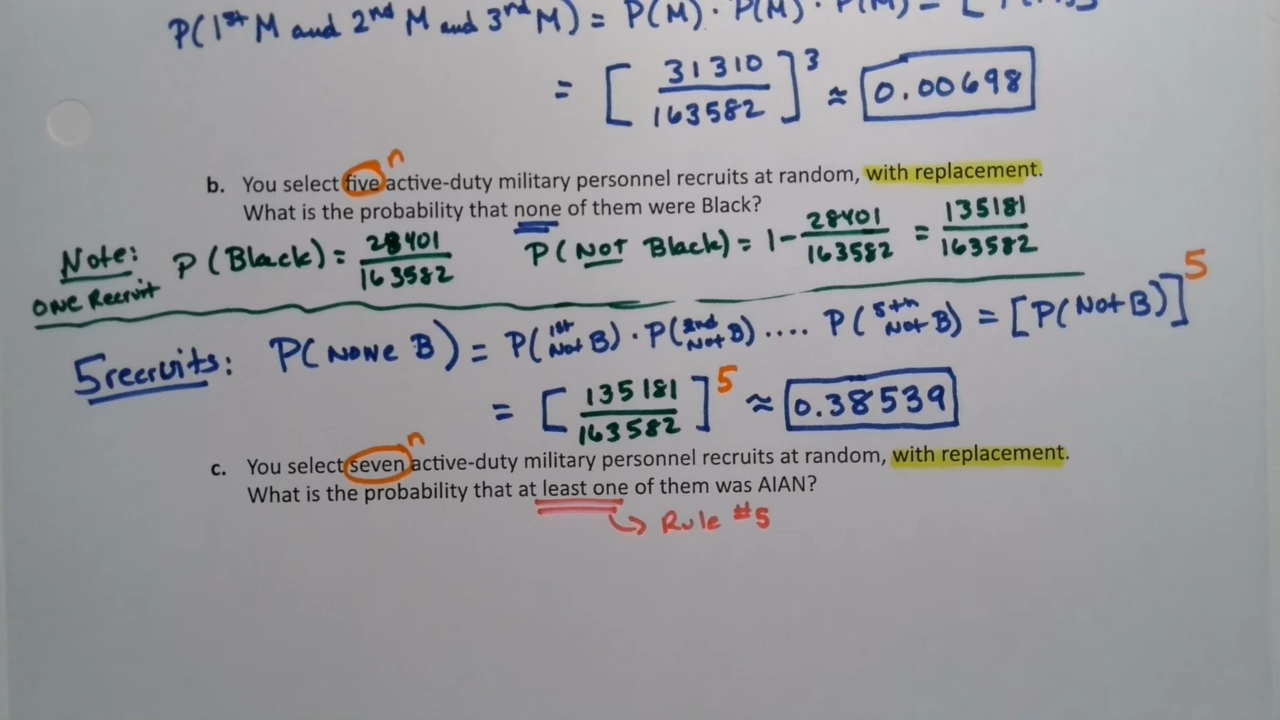 P(1st M and 2nd M and 3rd M) = P(M) · P(M) · P(M) = [
= [31310/163582]^3 ≈ 0.00698
b. You select five active-duty military personnel recruits at random, with replacement.
n
What is the probability that none of them were Black?
Note: P(Black) = 28401/163582 P(Not Black) = 1 - 28401/163582 = 135181/163582
ONE Recruit
5 recruits: P(NONE B) = P(1st Not B) · P(2nd Not B) .... P(5th Not B) = [P(Not B)]^5
= [135181/163582]^5 ≈ 0.38539
c. You select seven active-duty military personnel recruits at random, with replacement.
n
What is the probability that at least one of them was AIAN?
Rule #5